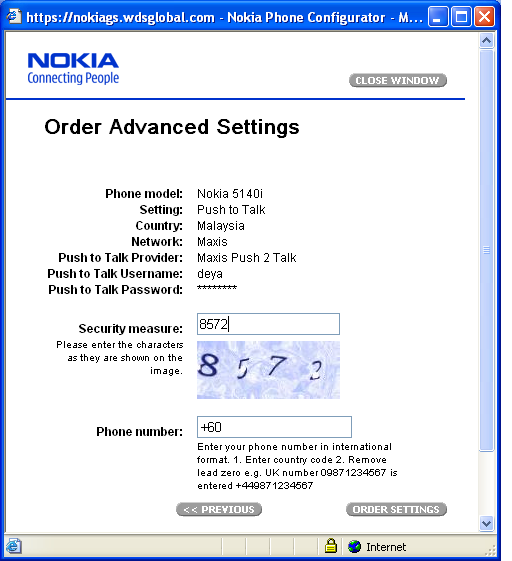 https://nokiags.wdsglobal.com - Nokia Phone Configurator - M...
NOKIA
Connecting People
CLOSE WINDOW
Order Advanced Settings
Phone model: Nokia 5140i
Setting: Push to Talk
Country: Malaysia
Network: Maxis
Push to Talk Provider: Maxis Push 2 Talk
Push to Talk Username: deya
Push to Talk Password: ********
Security measure: 8572
Please enter the characters
as they are shown on the
image.
8 5 7 2
Phone number: +60
Enter your phone number in international
format. 1. Enter country code 2. Remove
lead zero e.g. UK number 09871234567 is
entered +449871234567
<< PREVIOUS
ORDER SETTINGS
Internet